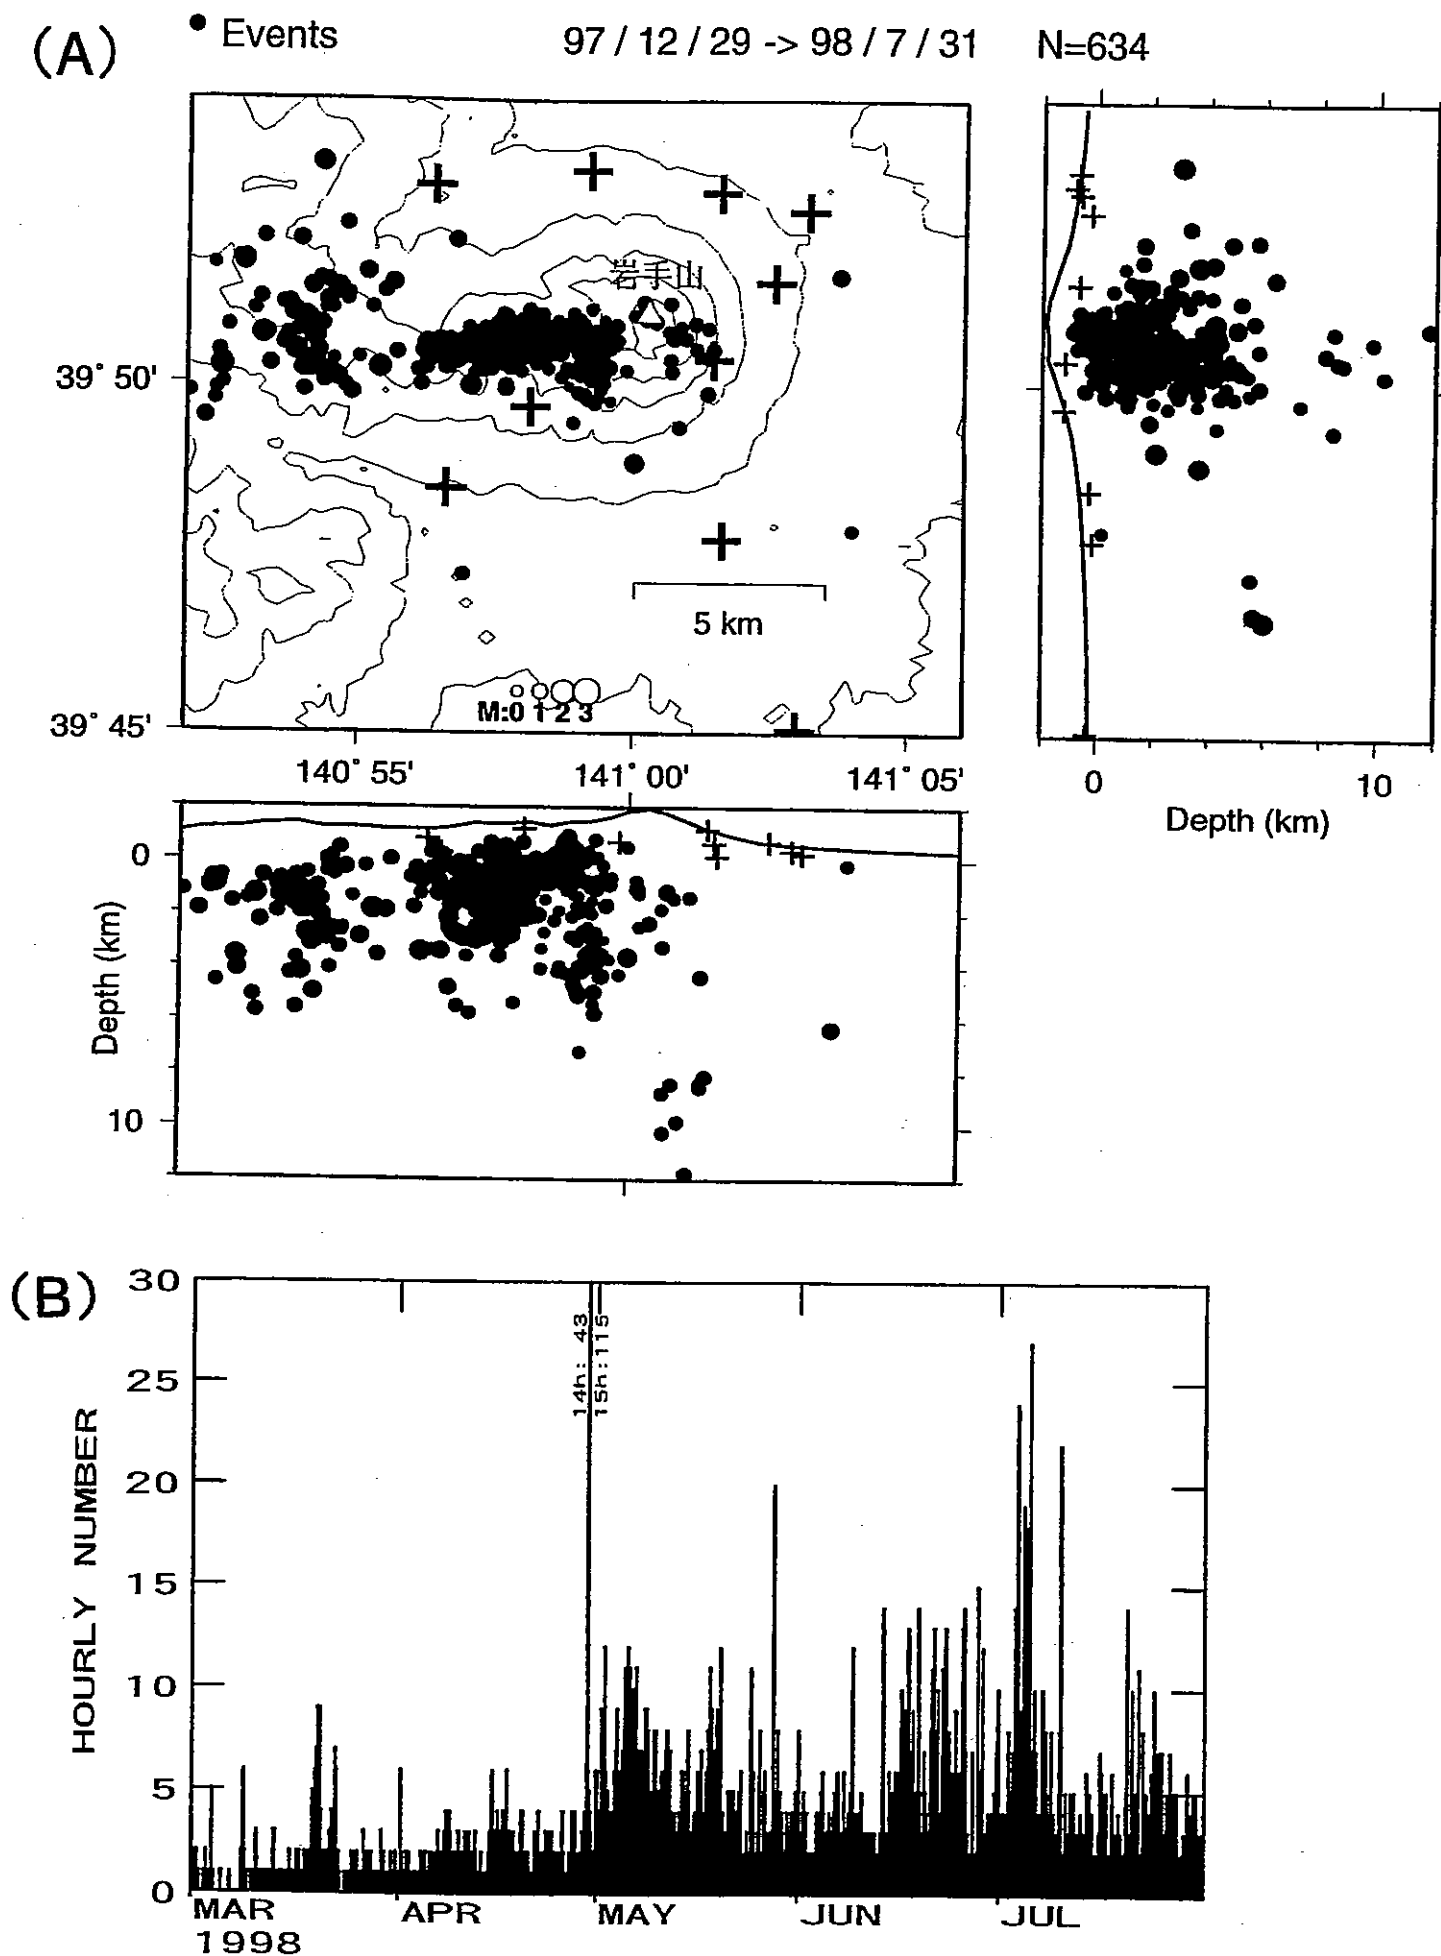 (A)
● Events 97 / 12 / 29 -> 98 / 7 / 31 N=634
岩手山
39° 50'
5 km
M:0 1 2 3
39° 45'
140° 55' 141° 00' 141° 05'
0 10
Depth (km)
0
10
Depth (km)
(B)
30
25
20
15
10
5
0
HOURLY NUMBER
14h: 43
15h:115
MAR APR MAY JUN JUL
1998